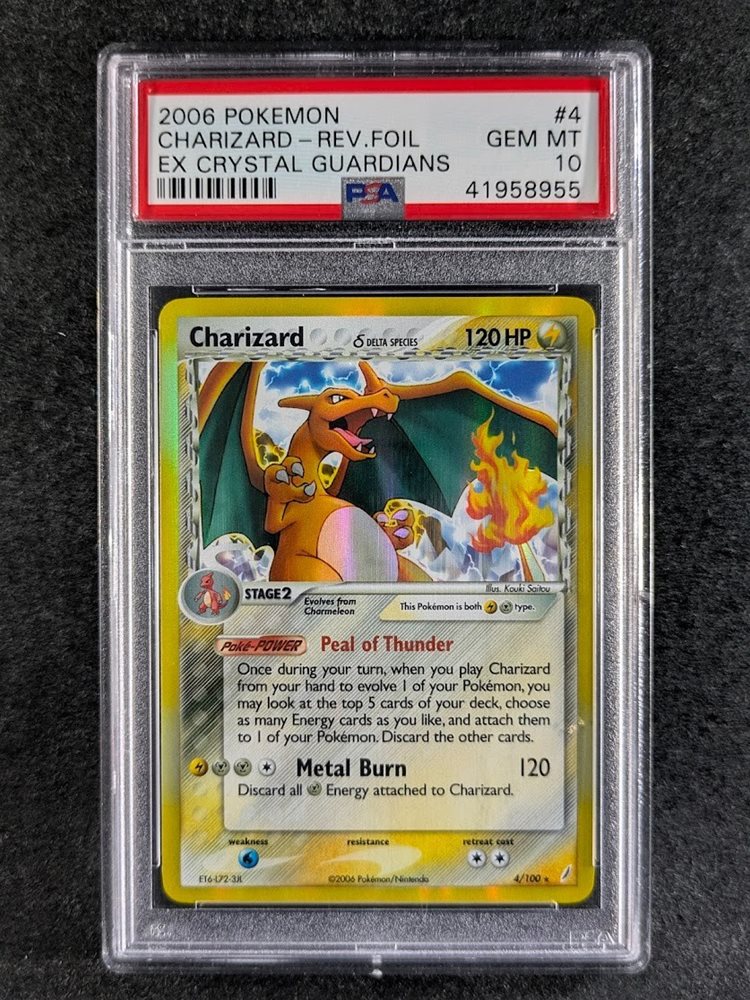 2006 POKEMON #4
CHARIZARD-REV.FOIL GEM MT
EX CRYSTAL GUARDIANS 10
PSA 41958955
Charizard δ DELTA SPECIES 120 HP
Illus. Kouki Saitou
STAGE2 Evolves from Charmeleon
This Pokémon is both type.
Poké-POWER Peal of Thunder
Once during your turn, when you play Charizard
from your hand to evolve 1 of your Pokémon, you
may look at the top 5 cards of your deck, choose
as many Energy cards as you like, and attach them
to 1 of your Pokémon. Discard the other cards.
Metal Burn 120
Discard all Energy attached to Charizard.
weakness resistance retreat cost
©2006 Pokémon/Nintendo 4/100 ★